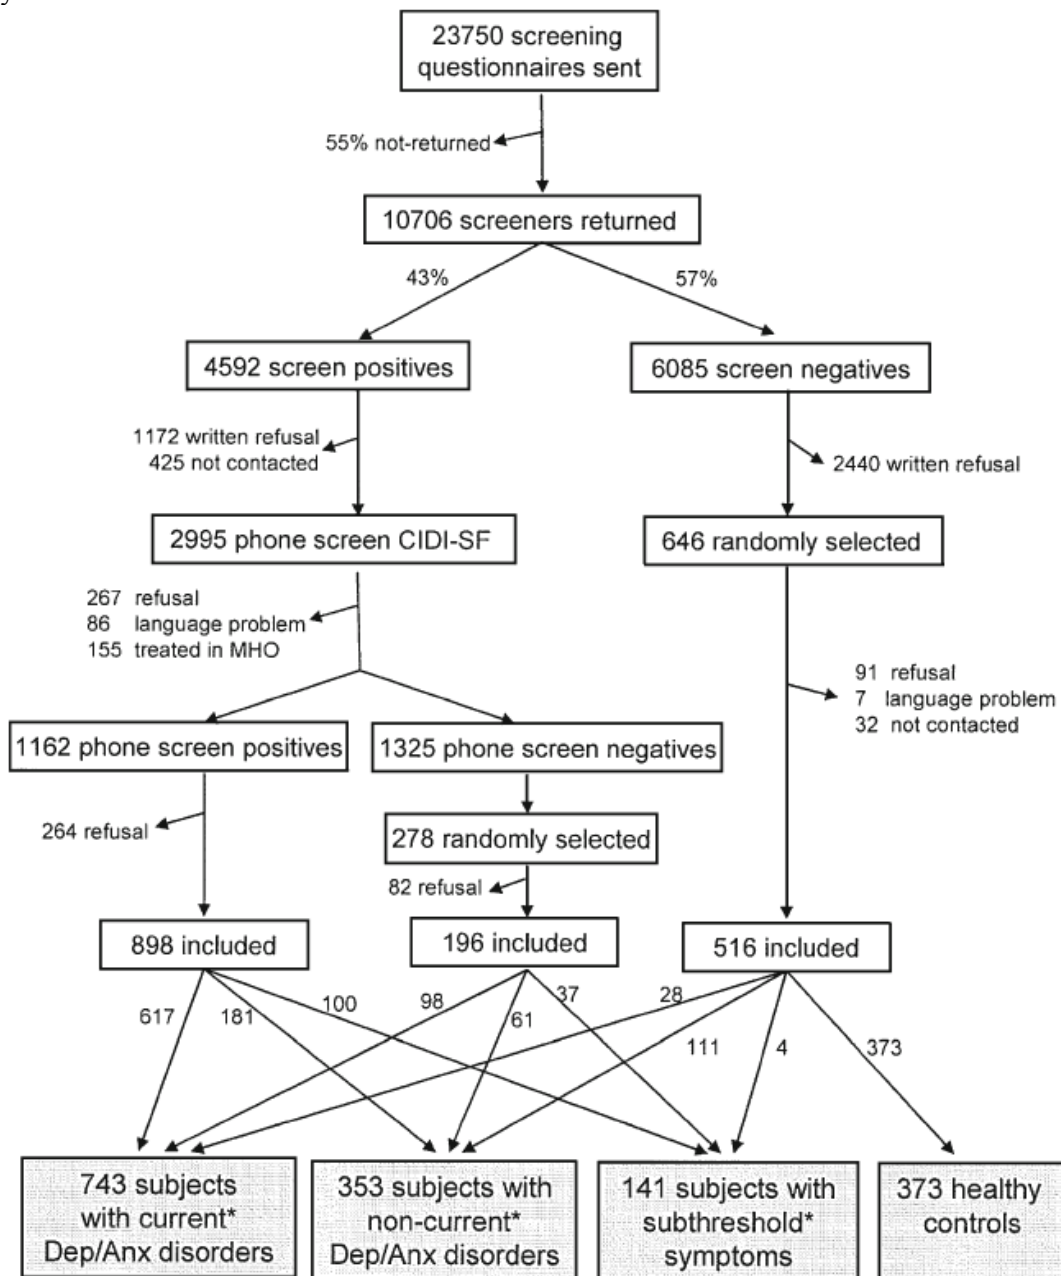 23750 screening
questionnaires sent
55% not-returned
10706 screeners returned
43%
57%
4592 screen positives
6085 screen negatives
1172 written refusal
425 not contacted
2440 written refusal
2995 phone screen CIDI-SF
646 randomly selected
267 refusal
86 language problem
155 treated in MHO
91 refusal
7 language problem
32 not contacted
1162 phone screen positives
1325 phone screen negatives
264 refusal
278 randomly selected
82 refusal
898 included
196 included
516 included
617
181
100
98
61
37
28
111
4
373
743 subjects
with current*
Dep/Anx disorders
353 subjects with
non-current*
Dep/Anx disorders
141 subjects with
subthreshold*
symptoms
373 healthy
controls